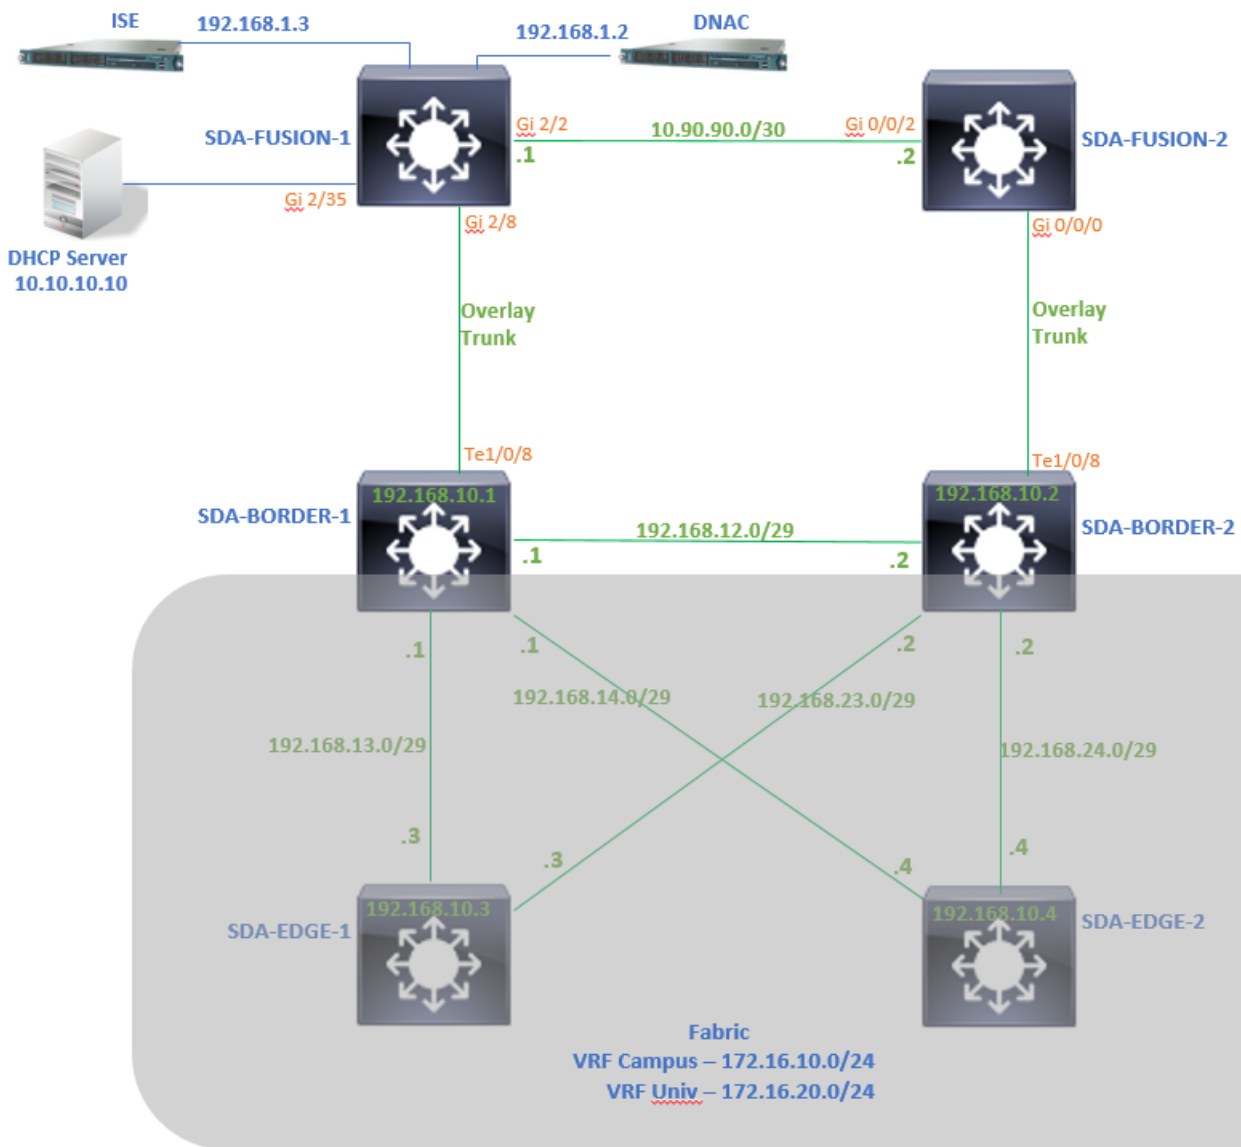 ISE
192.168.1.3
192.168.1.2
DNAC
SDA-FUSION-1
Gi 2/2
10.90.90.0/30
Gi 0/0/2
SDA-FUSION-2
.1
.2
Gi 2/35
Gi 2/8
Gi 0/0/0
DHCP Server
10.10.10.10
Overlay
Trunk
Overlay
Trunk
Te1/0/8
Te1/0/8
192.168.10.1
192.168.10.2
SDA-BORDER-1
192.168.12.0/29
SDA-BORDER-2
.1
.2
.1
.1
.2
.2
192.168.14.0/29
192.168.23.0/29
192.168.13.0/29
192.168.24.0/29
.3
.3
.4
.4
192.168.10.3
192.168.10.4
SDA-EDGE-1
SDA-EDGE-2
Fabric
VRF Campus – 172.16.10.0/24
VRF Univ – 172.16.20.0/24